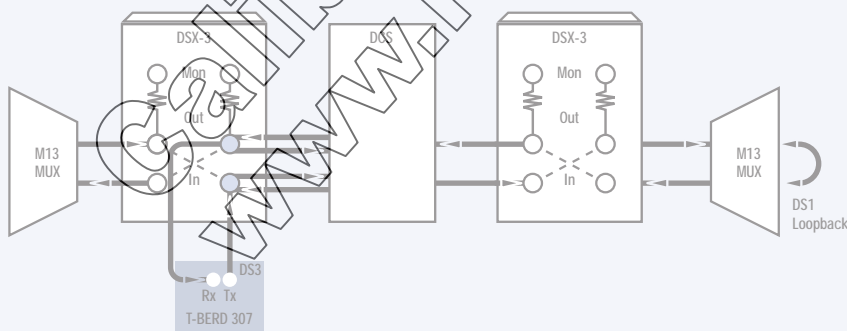 DSX-3
DCS
DSX-3
Mon
Mon
Out
Out
M13
MUX
M13
MUX
In
In
DS1
Loopback
DS3
Rx Tx
T-BERD 307
www.